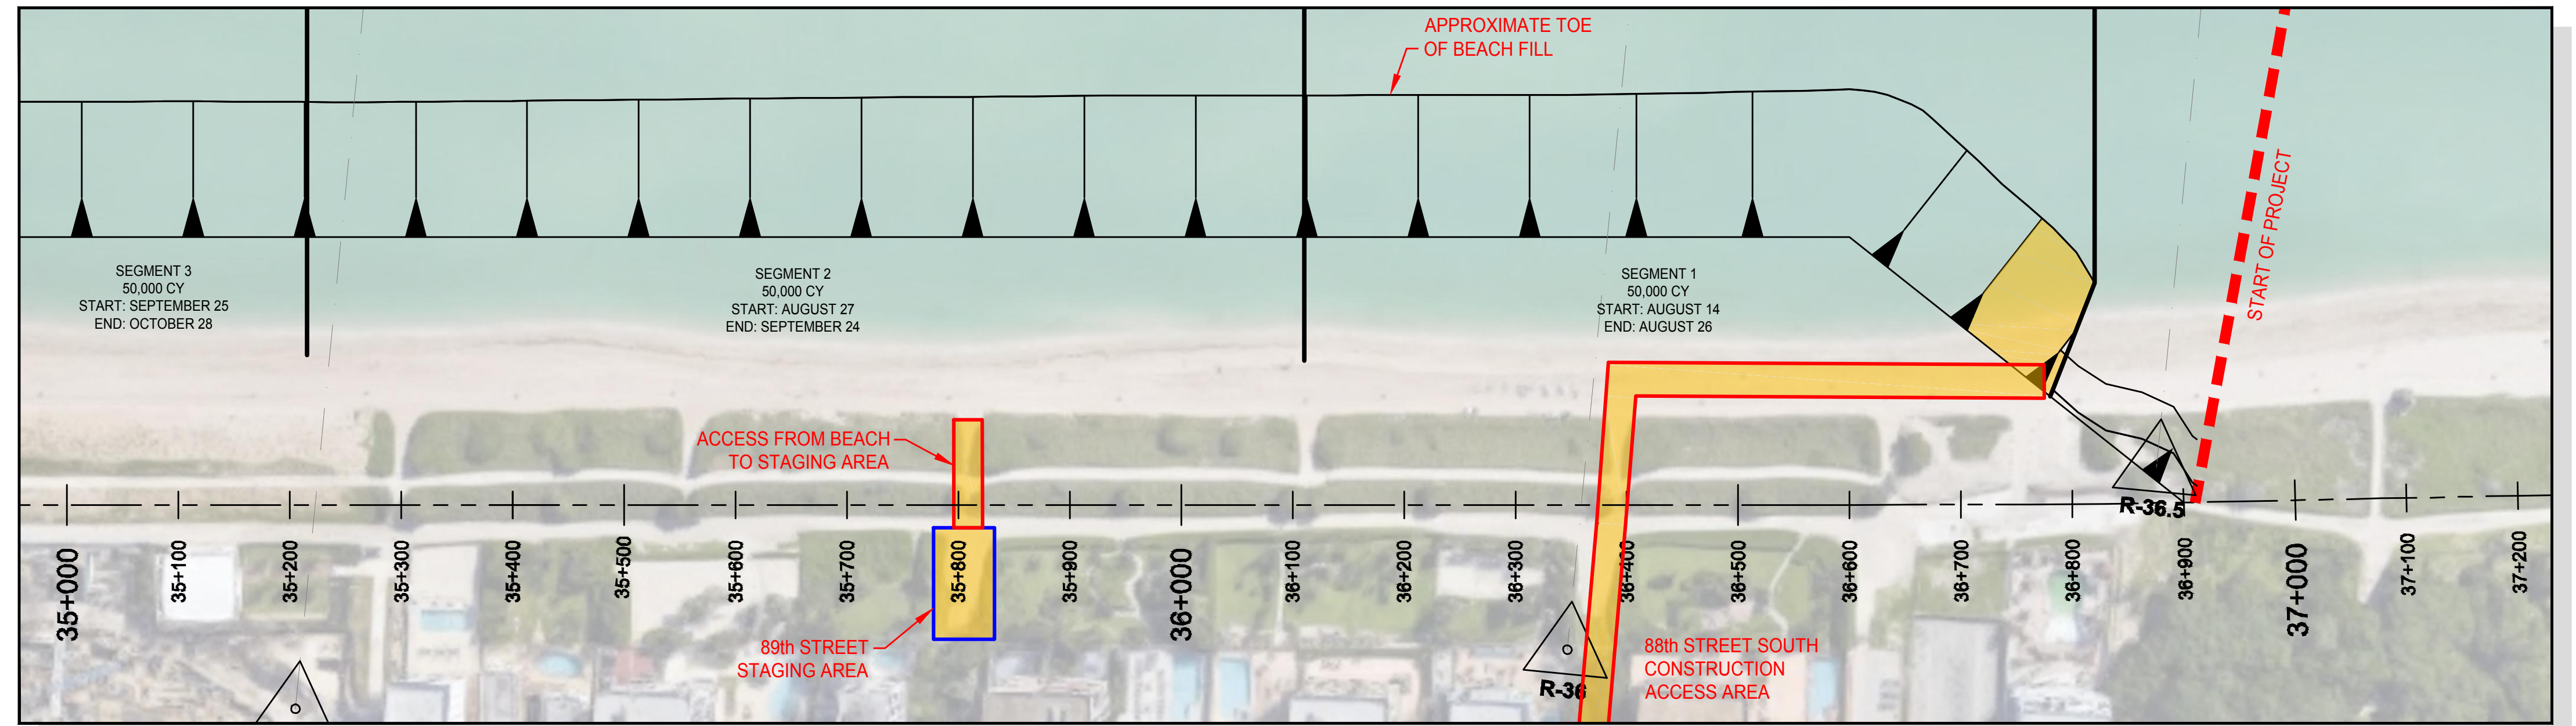 APPROXIMATE TOE
OF BEACH FILL
START OF PROJECT
SEGMENT 3
50,000 CY
START: SEPTEMBER 25
END: OCTOBER 28
SEGMENT 2
50,000 CY
START: AUGUST 27
END: SEPTEMBER 24
SEGMENT 1
50,000 CY
START: AUGUST 14
END: AUGUST 26
ACCESS FROM BEACH
TO STAGING AREA
R-36.5
35+000
35+100
35+200
35+300
35+400
35+500
35+600
35+700
35+800
35+900
36+000
36+100
36+200
36+300
36+400
36+500
36+600
36+700
36+800
36+900
37+000
37+100
37+200
89th STREET
STAGING AREA
R-36
88th STREET SOUTH
CONSTRUCTION
ACCESS AREA